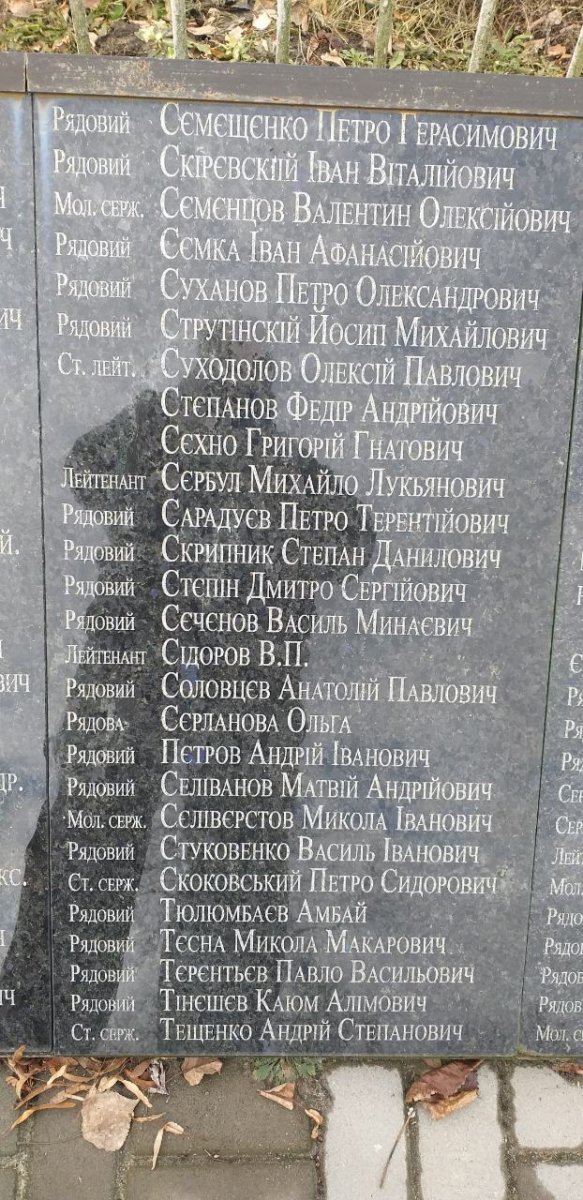 Рядовий Сємєщєнко Петро Герасимович
Рядовий Скірєвскіій Іван Віталійович
Мол. серж. Сємєнцов Валентин Олексійович
Рядовий Сємка Іван Афанасійович
Рядовий Суханов Петро Олександрович
Рядовий Струтінскій Йосип Михайлович
Ст. лейт. Суходолов Олексій Павлович
Стєпанов Федір Андрійович
Сєхно Григорій Гнатович
Лейтенант Сєрбул Михайло Лукьянович
Рядовий Сарадуєв Петро Терентійович
Рядовий Скрипник Степан Данилович
Рядовий Стєпін Дмитро Сергійович
Рядовий Сєчєнов Василь Минаєвич
Лейтенант Сідоров В.П.
Рядовий Соловцєв Анатолій Павлович
Рядова Сєрланова Ольга
Рядовий Пєтров Андрій Іванович
Рядовий Селіванов Матвій Андрійович
Мол. серж. Сєлівєрстов Микола Іванович
Рядовий Стуковенко Василь Іванович
Ст. серж. Скоковський Петро Сидорович
Рядовий Тюлюмбаєв Амбай
Рядовий Тєсна Микола Макарович
Рядовий Тєрєнтьєв Павло Васильович
Рядовий Тінєшєв Каюм Алімович
Ст. серж. Тещенко Андрій Степанович